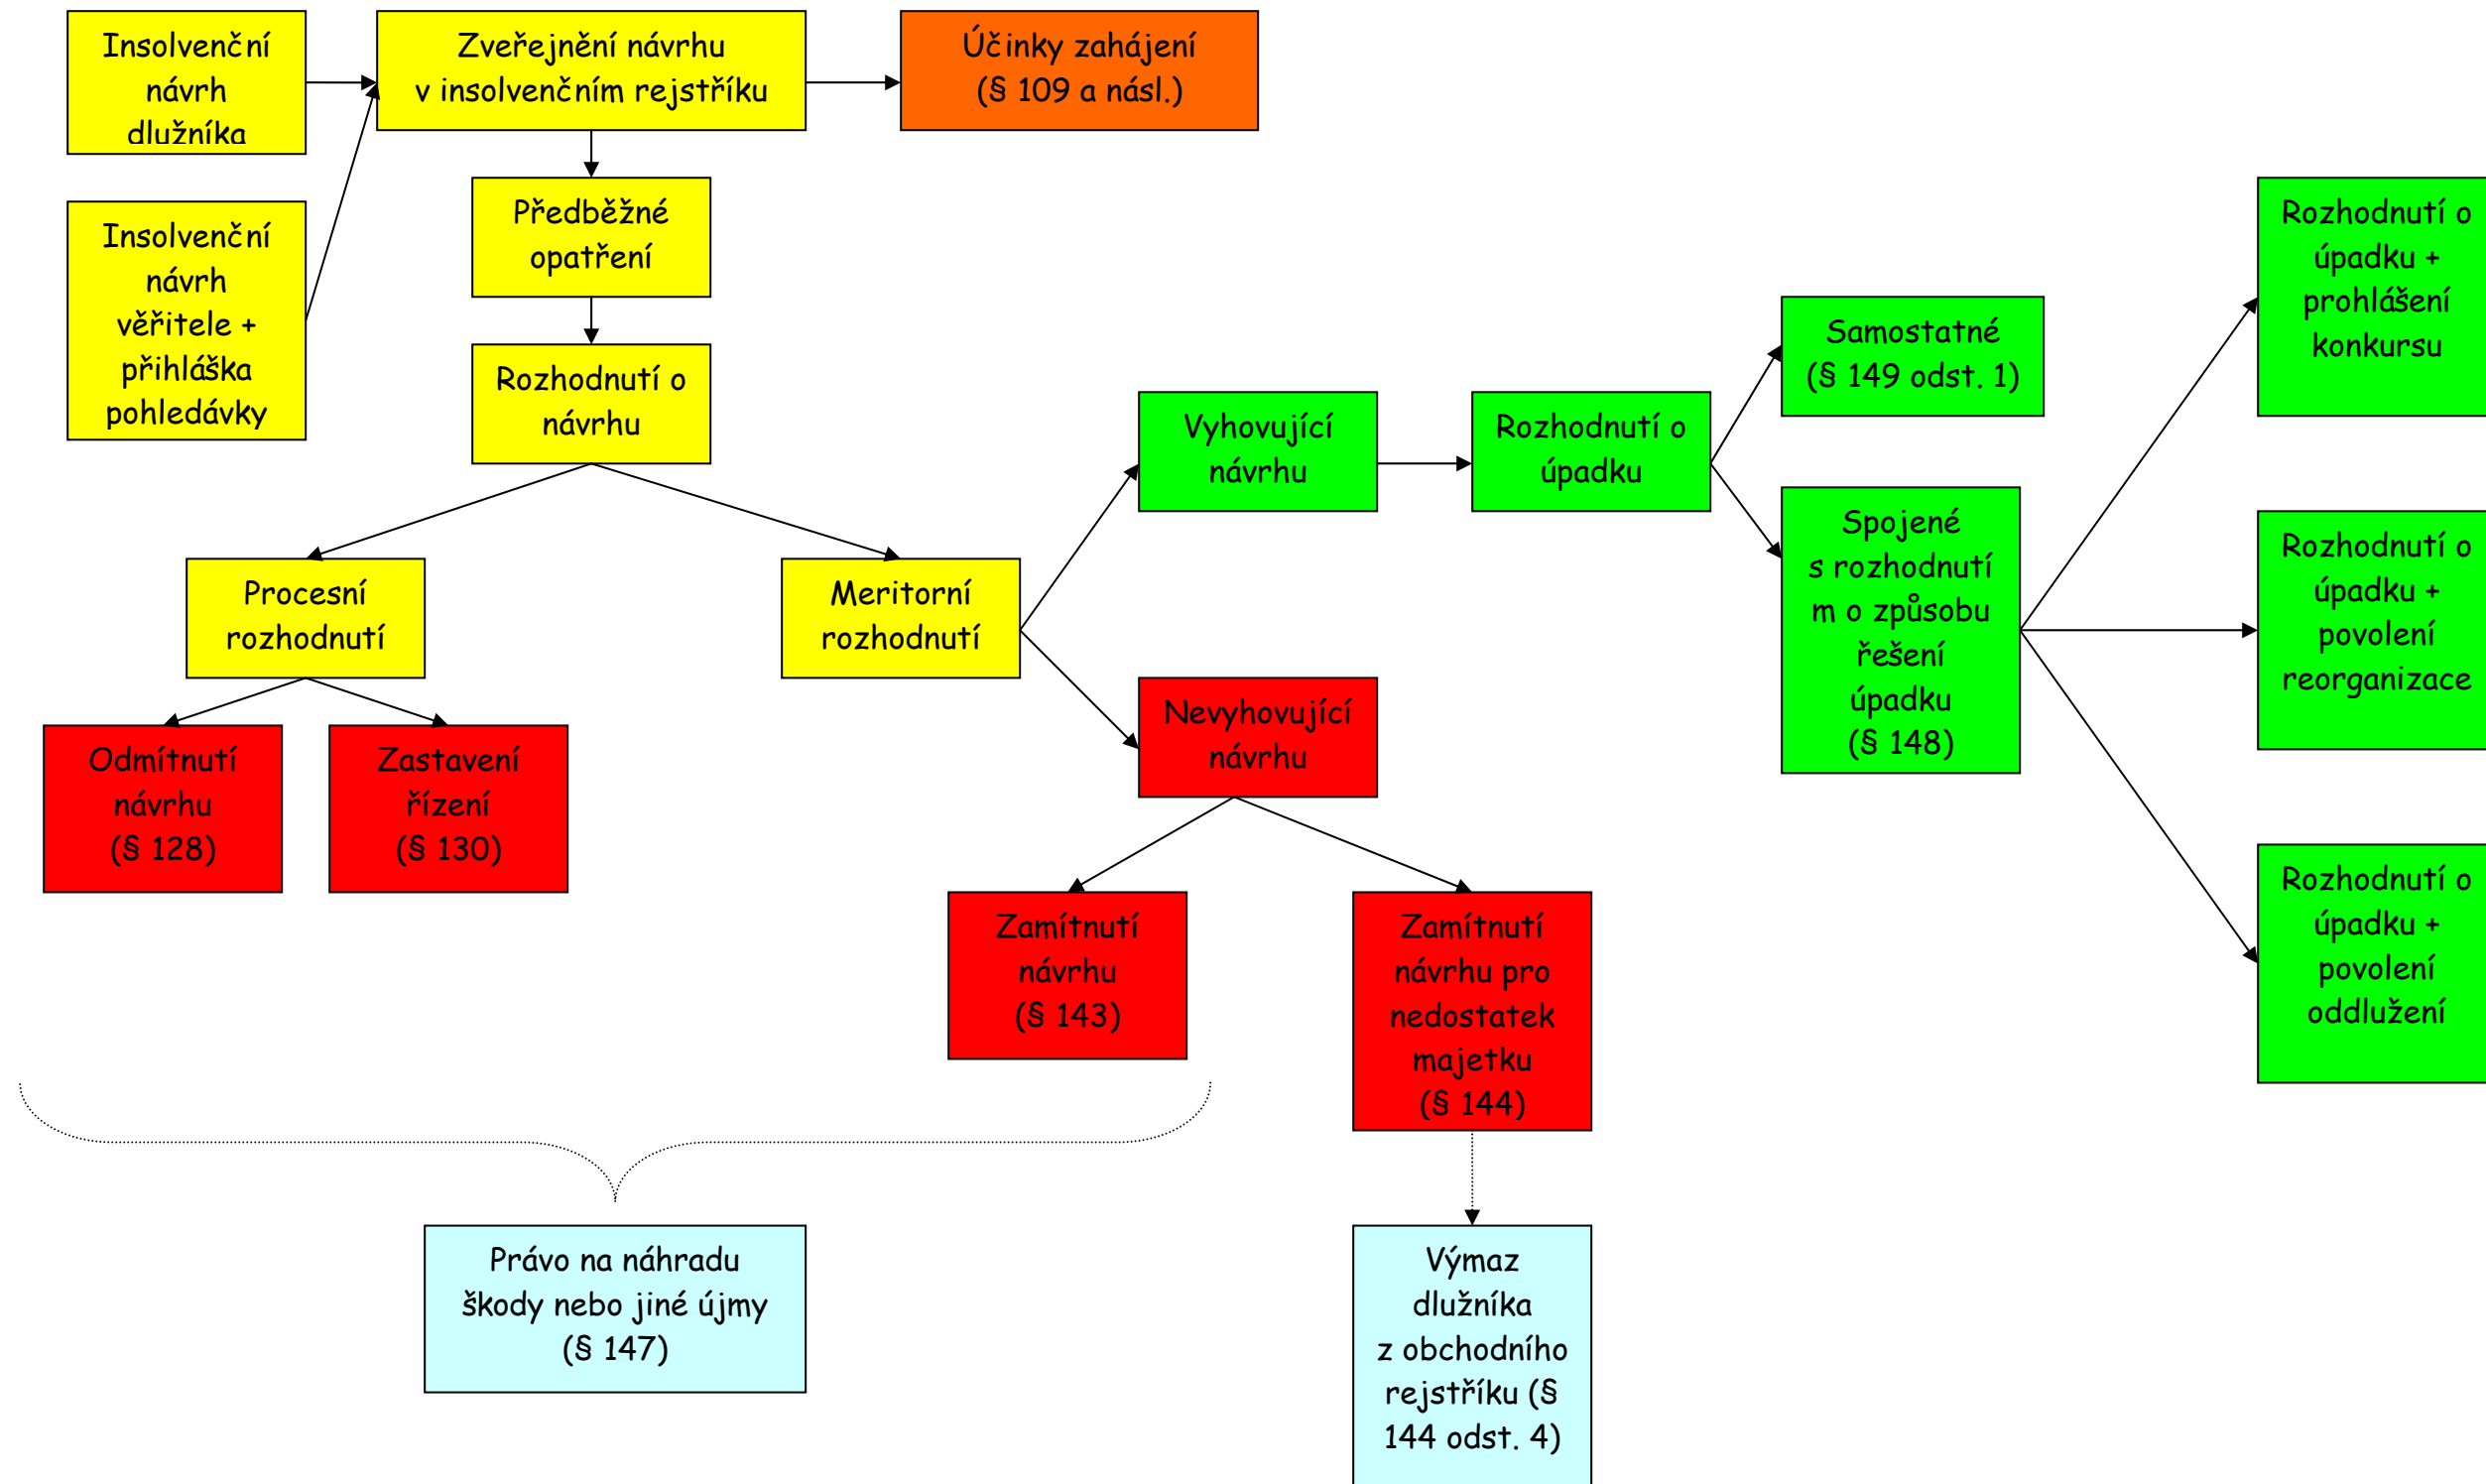 Insolvenční
návrh
dlužníka
Zveřejnění návrhu
v insolvenčním rejstříku
Účinky zahájení
(§ 109 a násl.)
Insolvenční
návrh
věřitele +
přihláška
pohledávky
Předběžné
opatření
Rozhodnutí o
návrhu
Procesní
rozhodnutí
Meritorní
rozhodnutí
Odmítnutí
návrhu
(§ 128)
Zastavení
řízení
(§ 130)
Vyhovující
návrhu
Nevyhovující
návrhu
Rozhodnutí o
úpadku
Samostatné
(§ 149 odst. 1)
Spojené
s rozhodnutí
m o způsobu
řešení
úpadku
(§ 148)
Rozhodnutí o
úpadku +
prohlášení
konkursu
Rozhodnutí o
úpadku +
povolení
reorganizace
Rozhodnutí o
úpadku +
povolení
oddlužení
Zamítnutí
návrhu
(§ 143)
Zamítnutí
návrhu pro
nedostatek
majetku
(§ 144)
Právo na náhradu
škody nebo jiné újmy
(§ 147)
Výmaz
dlužníka
z obchodního
rejstříku (§
144 odst. 4)